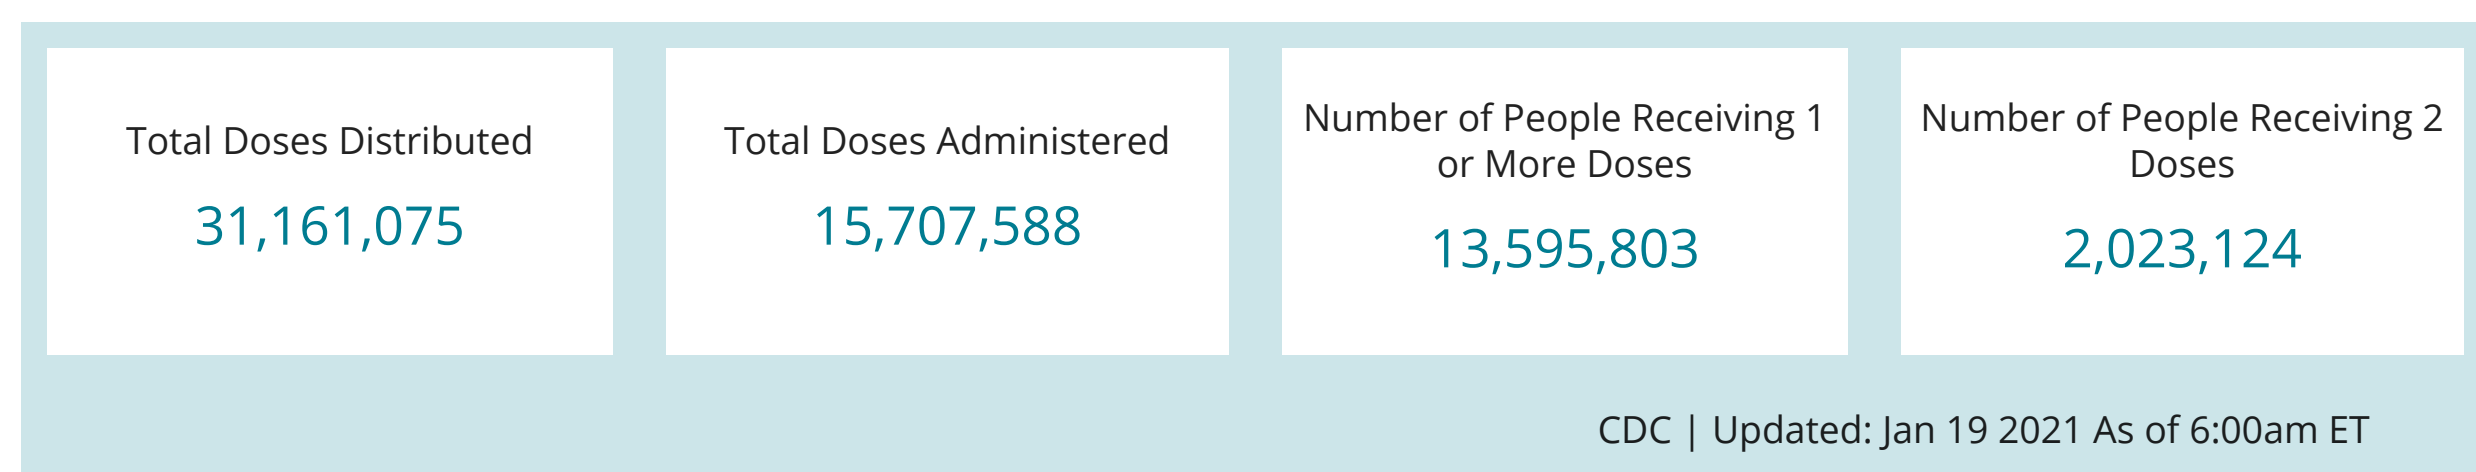 Total Doses Distributed
31,161,075
Total Doses Administered
15,707,588
Number of People Receiving 1
or More Doses
13,595,803
Number of People Receiving 2
Doses
2,023,124
CDC | Updated: Jan 19 2021 As of 6:00am ET